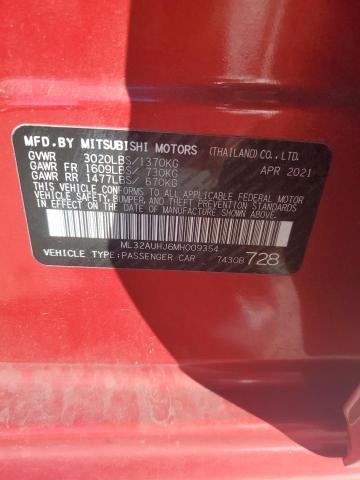 MFD.BY MITSUBISHI MOTORS (THAILAND) CO., LTD.
GVWR 3020LBS/1370KG APR 2021
GAWR FR 1609LBS/ 730KG
GAWR RR 1477LBS/ 670KG
THIS VEHICLE CONFORMS TO ALL APPLICABLE FEDERAL MOTOR
VEHICLE SAFETY, BUMPER, AND THEFT PREVENTION STANDARDS
IN EFFECT ON THE DATE OF MANUFACTURE SHOWN ABOVE.
ML32AUHJ6MH009354
VEHICLE TYPE:PASSENGER CAR 7430B 728